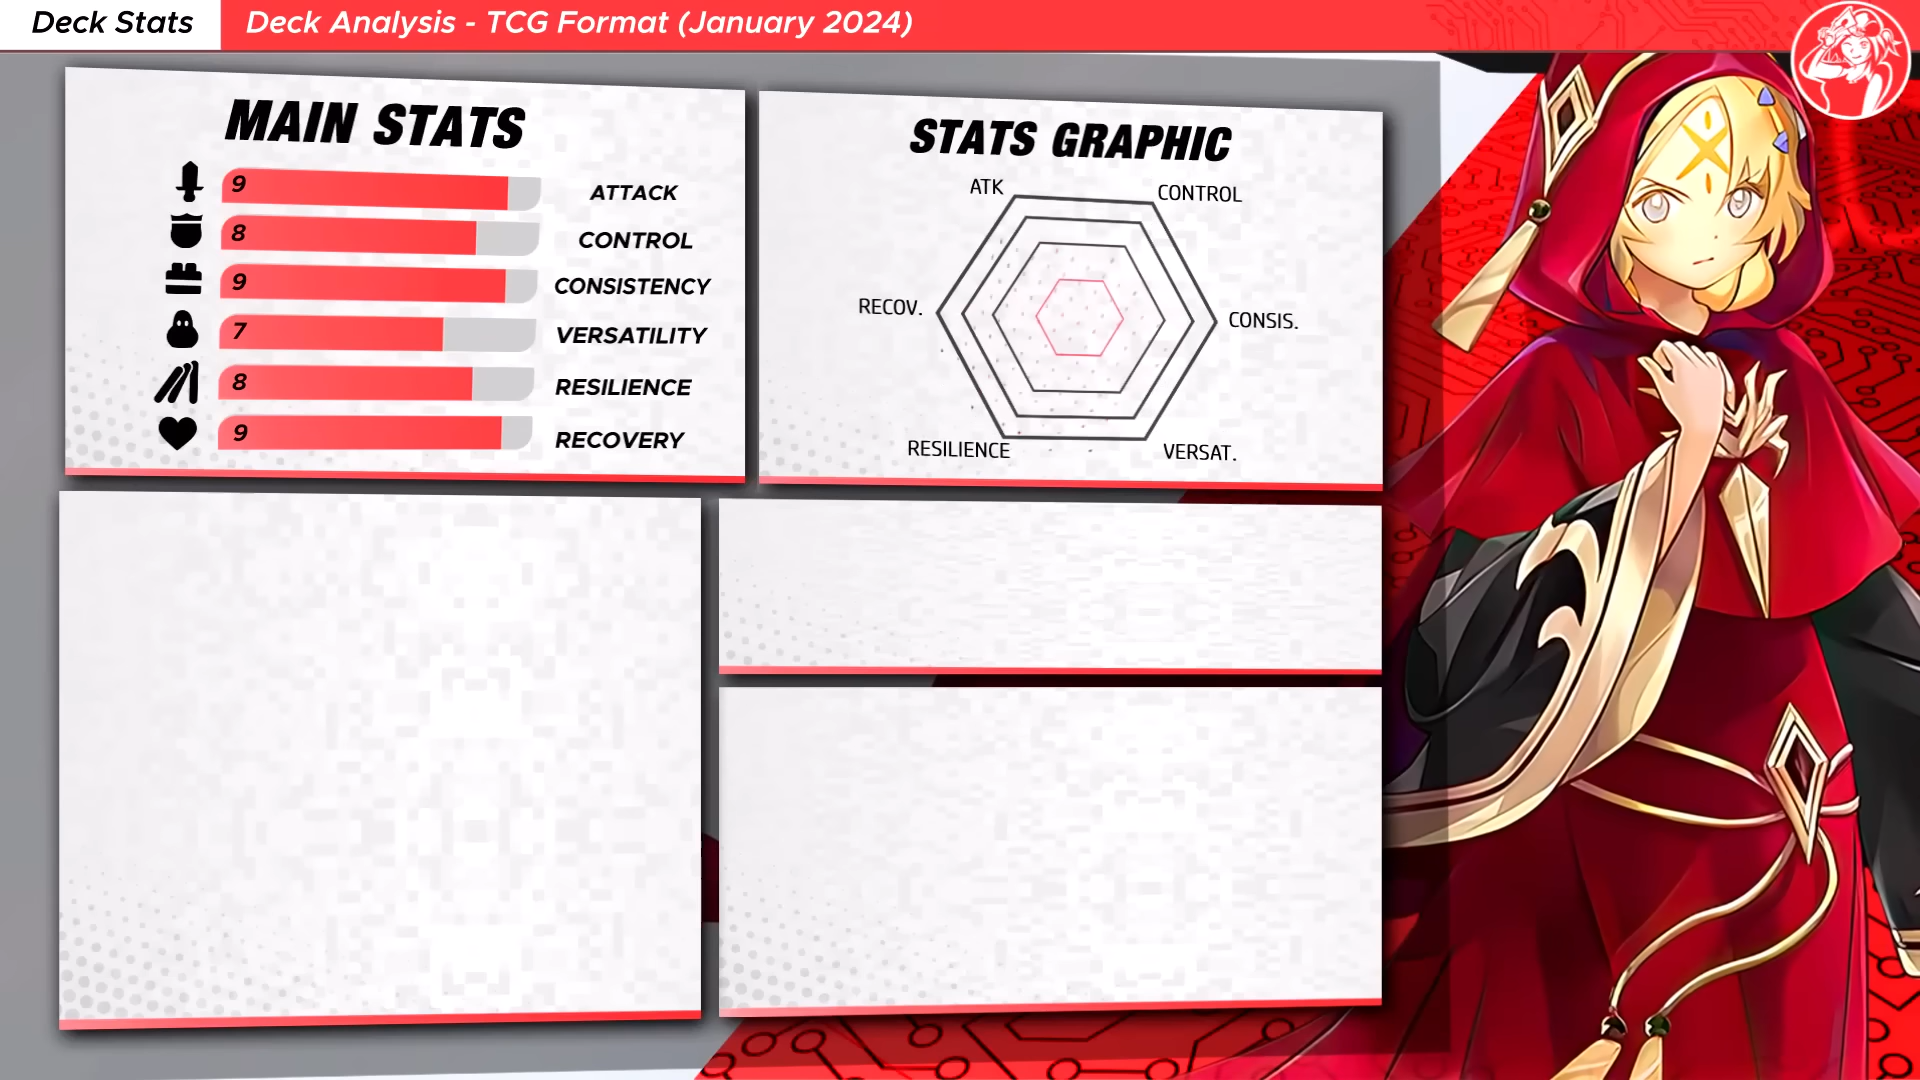 Deck Stats
Deck Analysis - TCG Format (January 2024)
MAIN STATS
9 ATTACK
8 CONTROL
9 CONSISTENCY
7 VERSATILITY
8 RESILIENCE
9 RECOVERY
STATS GRAPHIC
ATK CONTROL
RECOV. CONSIS.
RESILIENCE VERSAT.